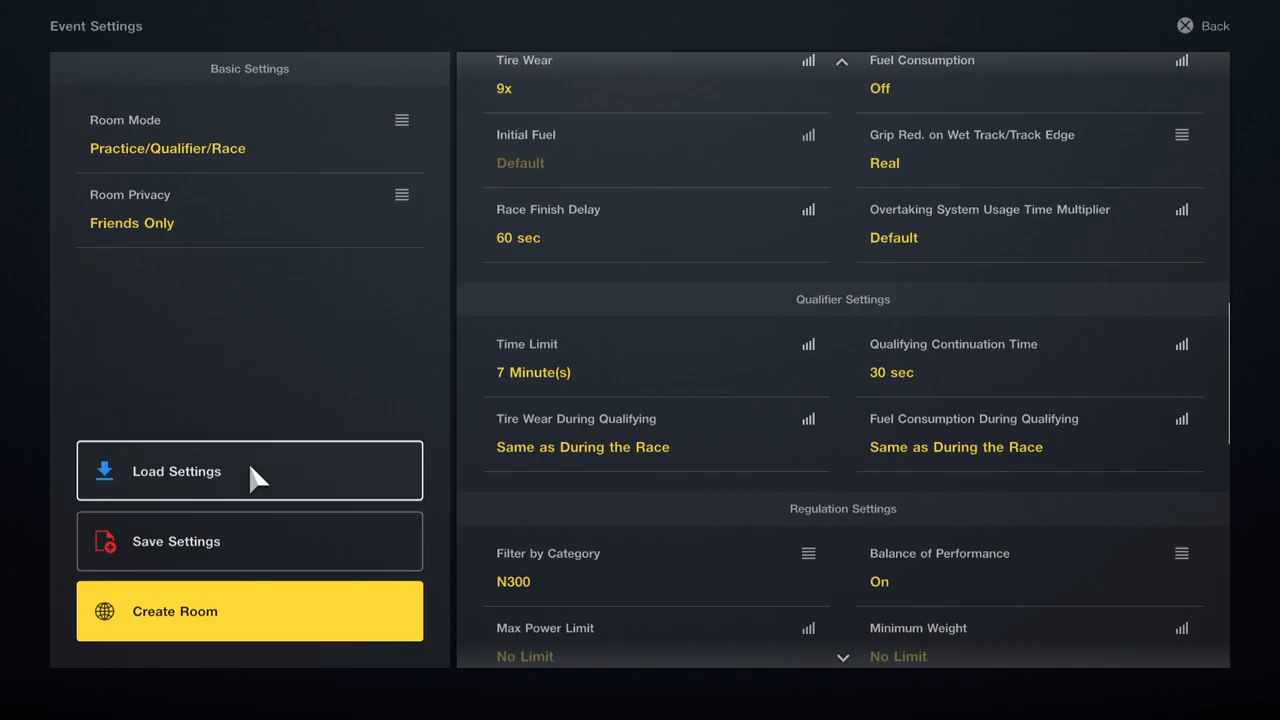 Event Settings
Back
Basic Settings
Room Mode
Practice/Qualifier/Race
Room Privacy
Friends Only
Load Settings
Save Settings
Create Room
Tire Wear
9x
Fuel Consumption
Off
Initial Fuel
Default
Grip Red. on Wet Track/Track Edge
Real
Race Finish Delay
60 sec
Overtaking System Usage Time Multiplier
Default
Qualifier Settings
Time Limit
7 Minute(s)
Qualifying Continuation Time
30 sec
Tire Wear During Qualifying
Same as During the Race
Fuel Consumption During Qualifying
Same as During the Race
Regulation Settings
Filter by Category
N300
Balance of Performance
On
Max Power Limit
No Limit
Minimum Weight
No Limit